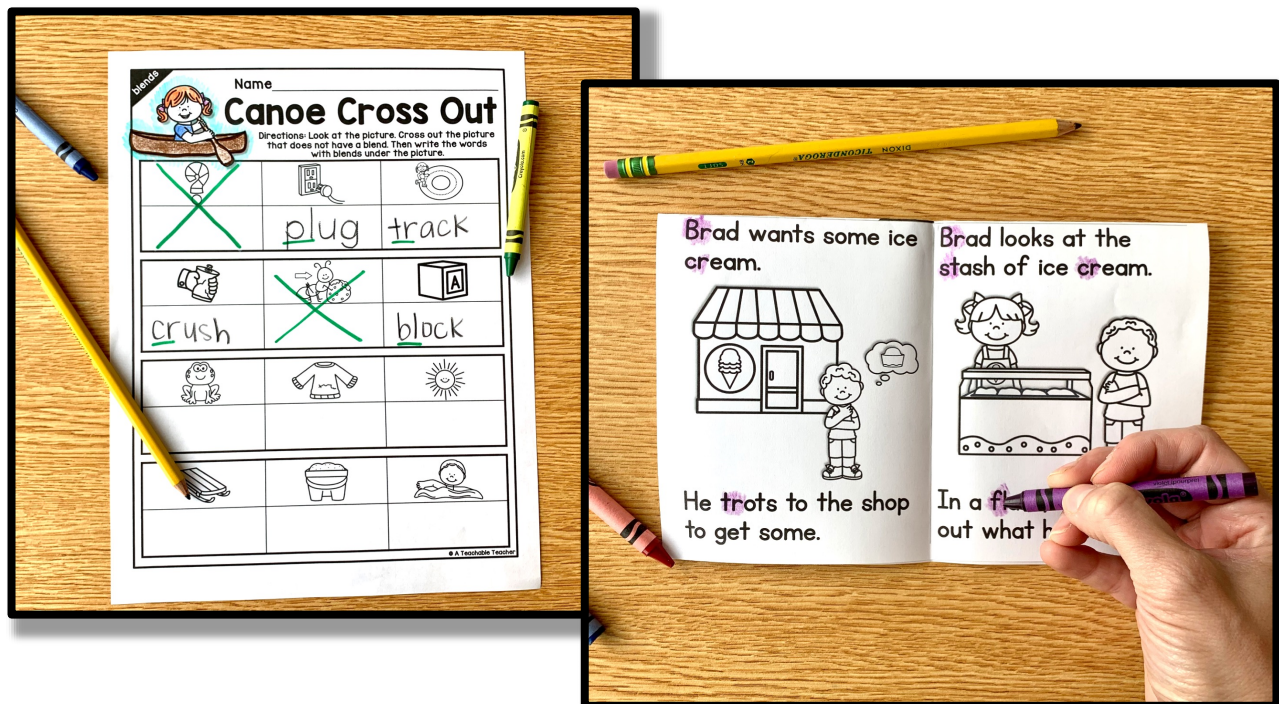 blends
Name
Canoe Cross Out
Directions: Look at the picture. Cross out the picture
that does not have a blend. Then write the words
with blends under the picture.
plug
track
A
crush
block
© A Teachable Teacher
DIXON TICONDEROGA®
Brad wants some ice
cream.
He trots to the shop
to get some.
Brad looks at the
stash of ice cream.
In a
out what